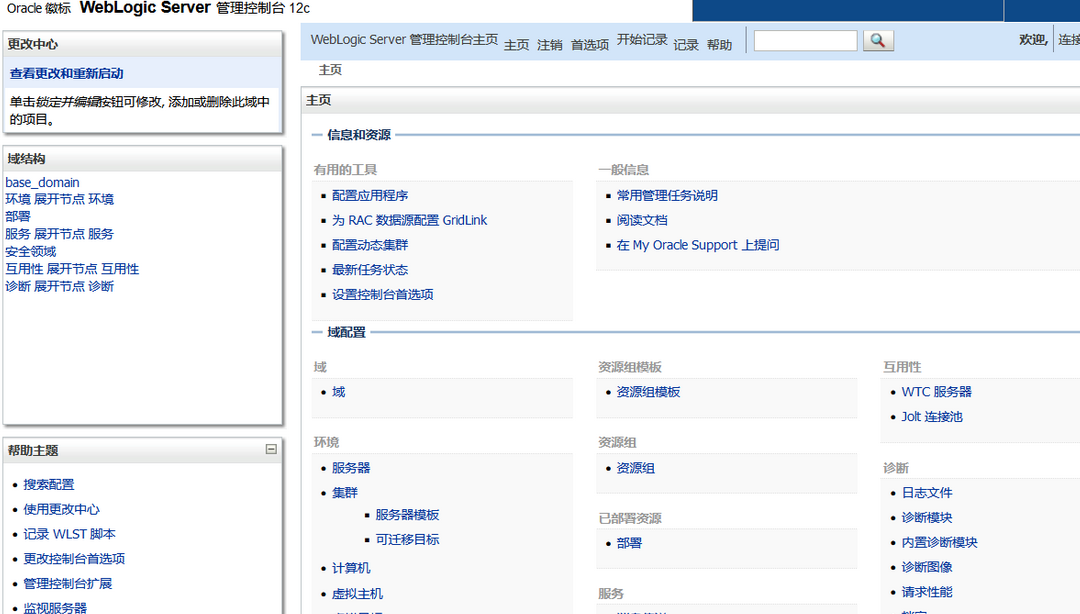 Oracle 徽标 WebLogic Server 管理控制台 12c
更改中心
查看更改和重新启动
单击锁定并编辑按钮可修改, 添加或删除此域中
的项目。
域结构
base_domain
环境 展开节点 环境
部署
服务 展开节点 服务
安全领域
互用性 展开节点 互用性
诊断 展开节点 诊断
帮助主题
搜索配置
使用更改中心
记录 WLST 脚本
更改控制台首选项
管理控制台扩展
监视服务器
WebLogic Server 管理控制台主页 主页 注销 首选项 开始记录 记录 帮助
欢迎, 连接
主页
主页
信息和资源
有用的工具
配置应用程序
为 RAC 数据源配置 GridLink
配置动态集群
最新任务状态
设置控制台首选项
一般信息
常用管理任务说明
阅读文档
在 My Oracle Support 上提问
域配置
域
域
环境
服务器
集群
服务器模板
可迁移目标
计算机
虚拟主机
资源组模板
资源组模板
资源组
资源组
已部署资源
部署
服务
互用性
WTC 服务器
Jolt 连接池
诊断
日志文件
诊断模块
内置诊断模块
诊断图像
请求性能